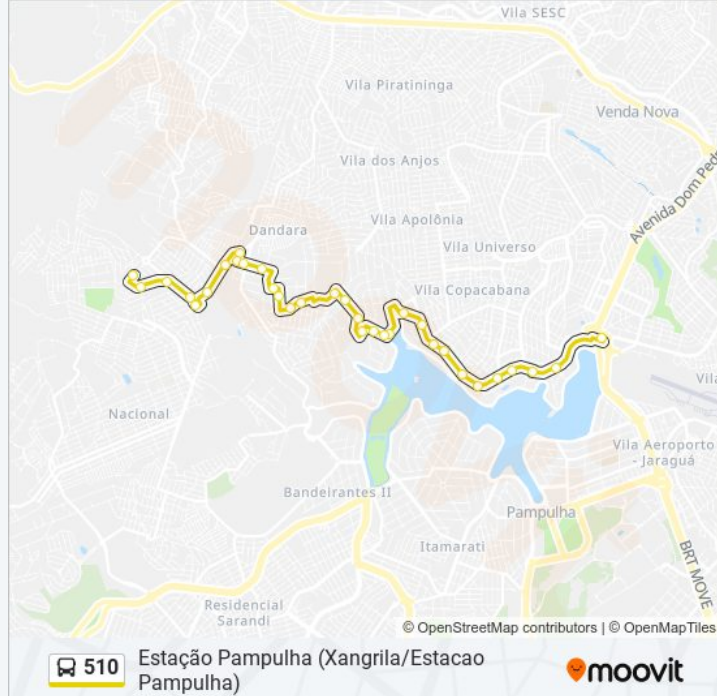 Vila SESC
Vila Piratininga
Venda Nova
Vila dos Anjos
Avenida Dom Ped
Vila Apolônia
Dandara
Vila Universo
Vila Copacabana
Vil
Nacional
Vila Aeroporto
- Jaraguá
Bandeirantes II
Pampulha
Itamarati
BRT MOVE
Residencial
Sarandi
© OpenStreetMap contributors | © OpenMapTiles
510
Estação Pampulha (Xangrila/Estacao
Pampulha)
moovit